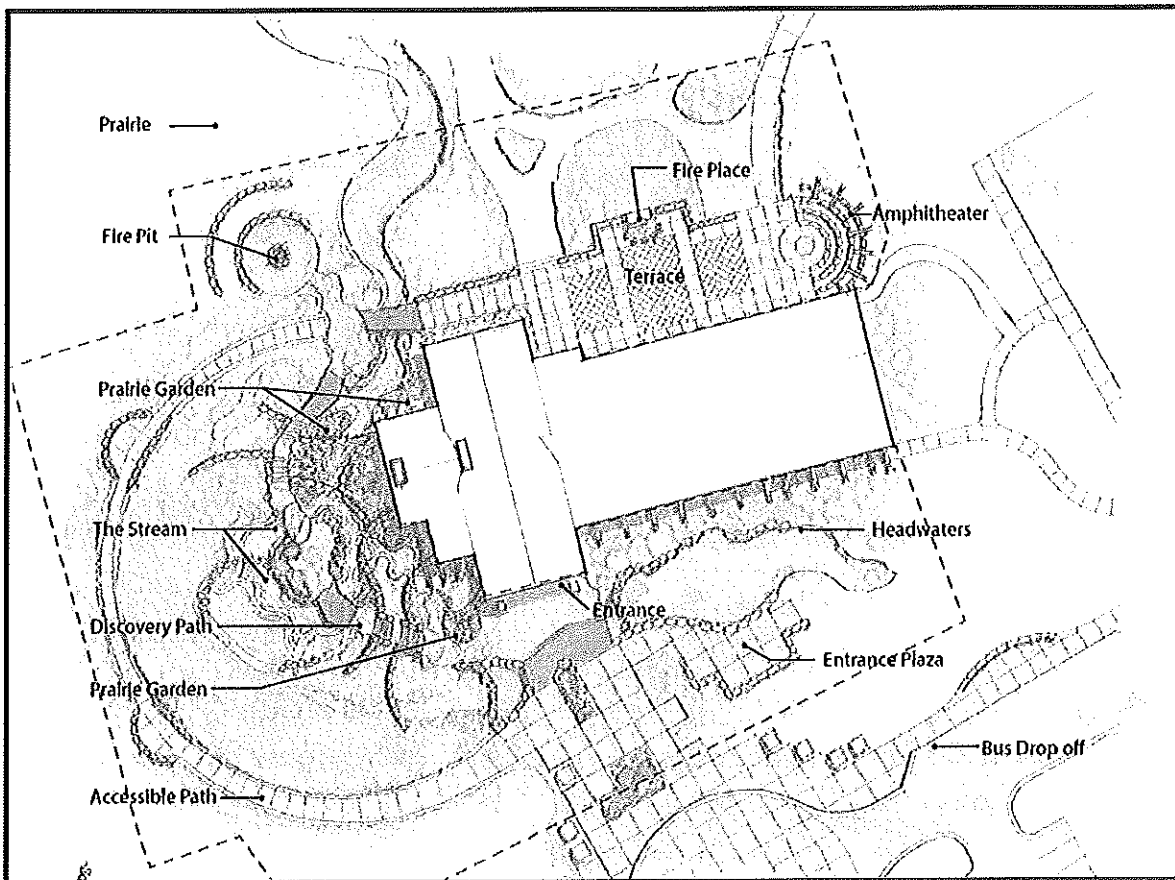 Prairie
Fire Place
Amphitheater
Fire Pit
Terrace
Prairie Garden
The Stream
Headwaters
Entrance
Discovery Path
Entrance Plaza
Prairie Garden
Bus Drop off
Accessible Path